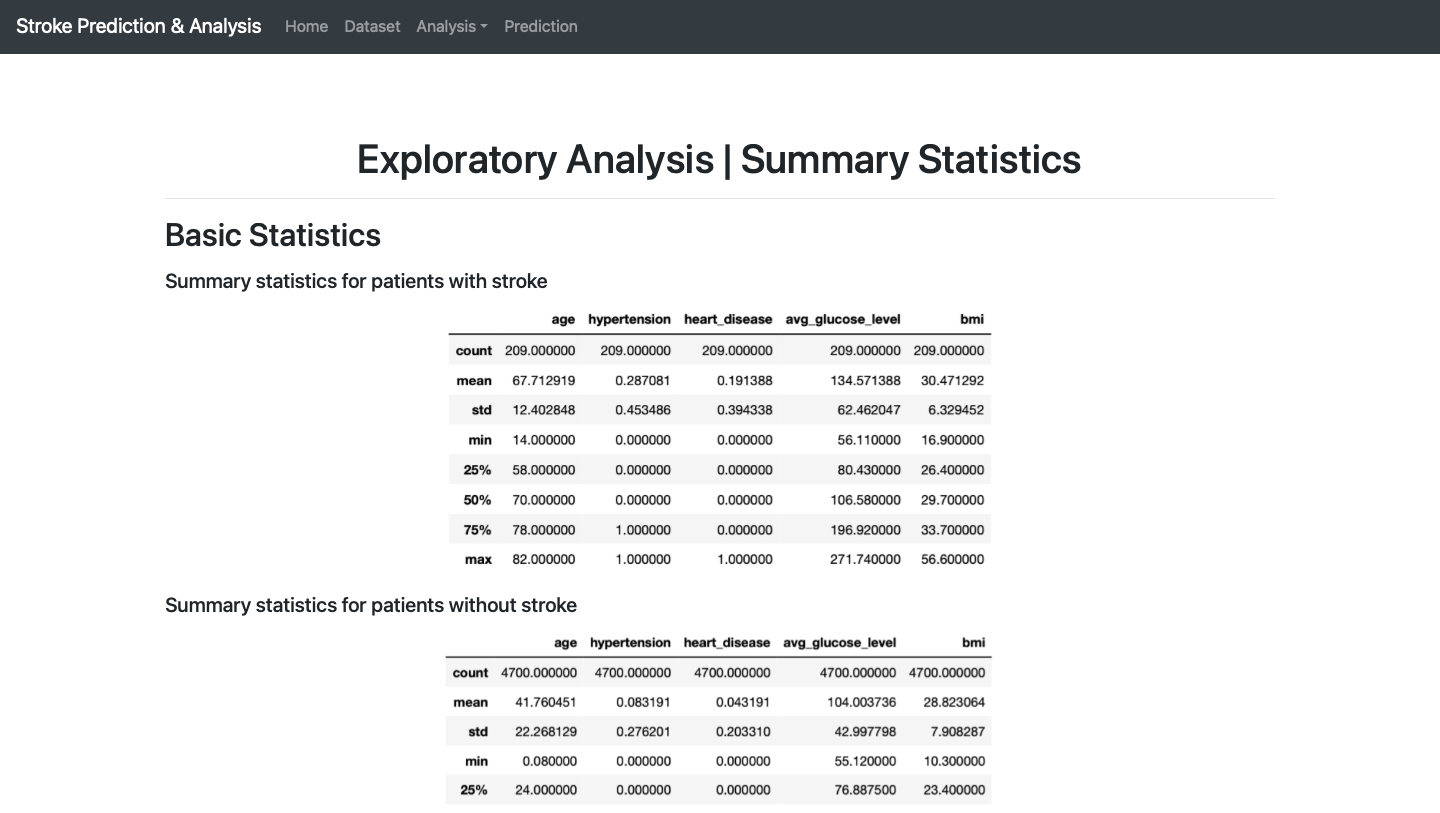 Stroke Prediction & Analysis Home Dataset Analysis Prediction
Exploratory Analysis | Summary Statistics
Basic Statistics
Summary statistics for patients with stroke
age hypertension heart_disease avg_glucose_level bmi
count 209.000000 209.000000 209.000000 209.000000 209.000000
mean 67.712919 0.287081 0.191388 134.571388 30.471292
std 12.402848 0.453486 0.394338 62.462047 6.329452
min 14.000000 0.000000 0.000000 56.110000 16.900000
25% 58.000000 0.000000 0.000000 80.430000 26.400000
50% 70.000000 0.000000 0.000000 106.580000 29.700000
75% 78.000000 1.000000 0.000000 196.920000 33.700000
max 82.000000 1.000000 1.000000 271.740000 56.600000
Summary statistics for patients without stroke
age hypertension heart_disease avg_glucose_level bmi
count 4700.000000 4700.000000 4700.000000 4700.000000 4700.000000
mean 41.760451 0.083191 0.043191 104.003736 28.823064
std 22.268129 0.276201 0.203310 42.997798 7.908287
min 0.080000 0.000000 0.000000 55.120000 10.300000
25% 24.000000 0.000000 0.000000 76.887500 23.400000